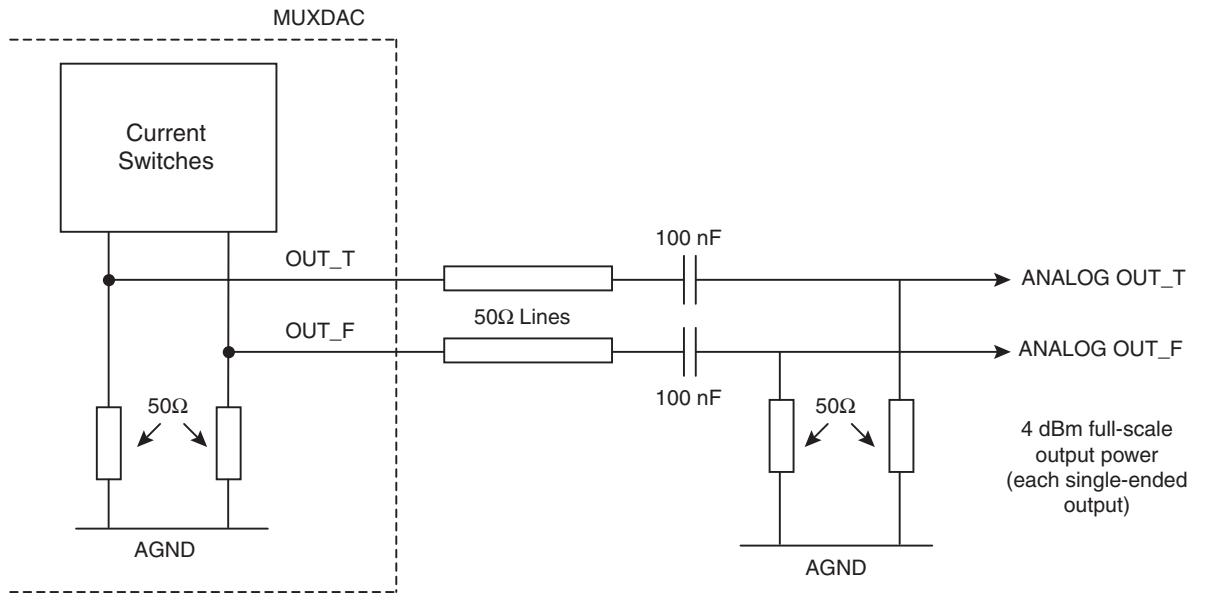 MUXDAC
Current
Switches
OUT_T
100 nF
ANALOG OUT_T
50Ω Lines
OUT_F
ANALOG OUT_F
100 nF
50Ω
50Ω
4 dBm full-scale
output power
(each single-ended
output)
AGND
AGND